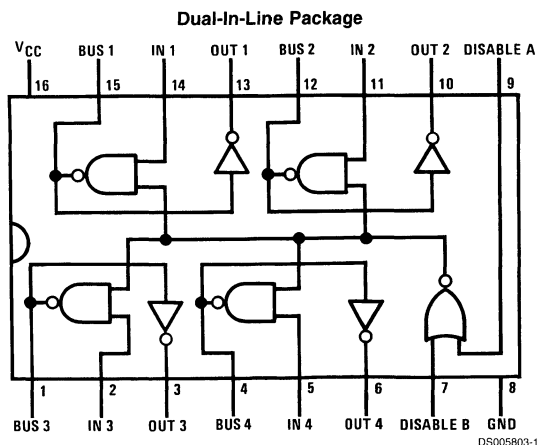 Dual-In-Line Package
VCC BUS 1 IN 1 OUT 1 BUS 2 IN 2 OUT 2 DISABLE A
16 15 14 13 12 11 10 9
1 2 3 4 5 6 7 8
BUS 3 IN 3 OUT 3 BUS 4 IN 4 OUT 4 DISABLE B GND
DS005803-1